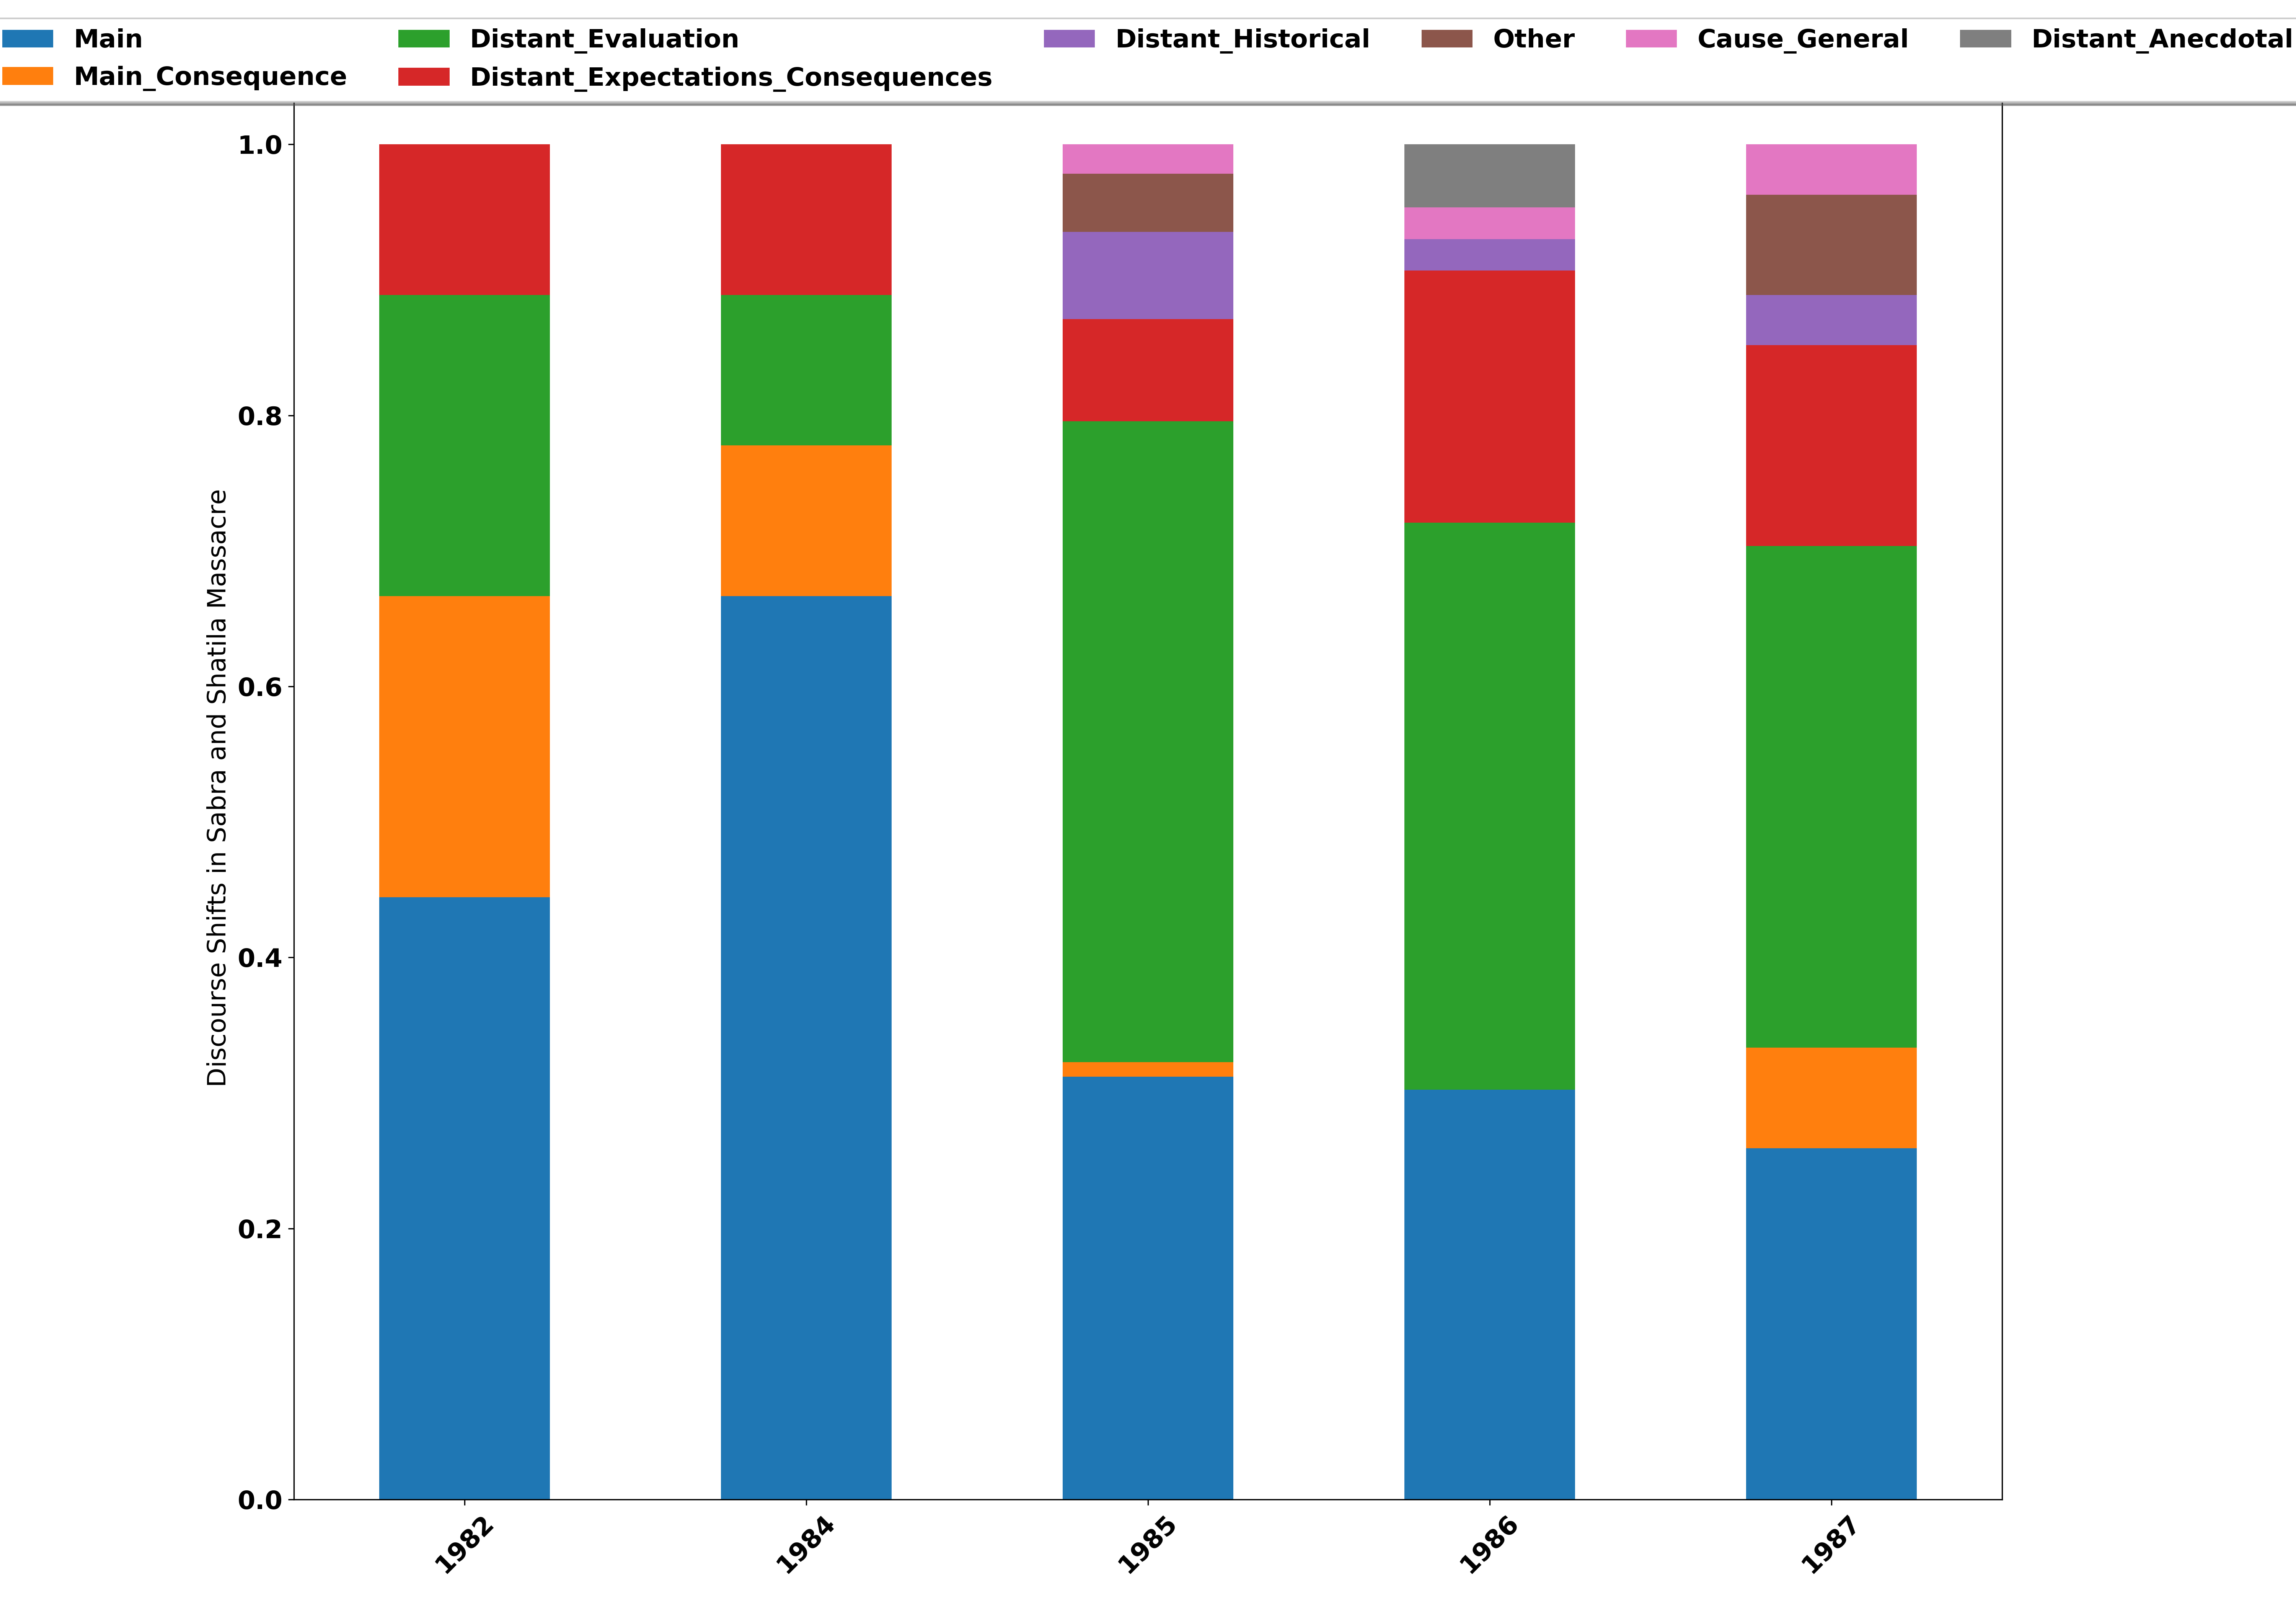 Main
Main_Consequence
Distant_Evaluation
Distant_Expectations_Consequences
Distant_Historical
Other
Cause_General
Distant_Anecdotal
Discourse Shifts in Sabra and Shatila Massacre
1.0
0.8
0.6
0.4
0.2
0.0
1982
1984
1985
1986
1987